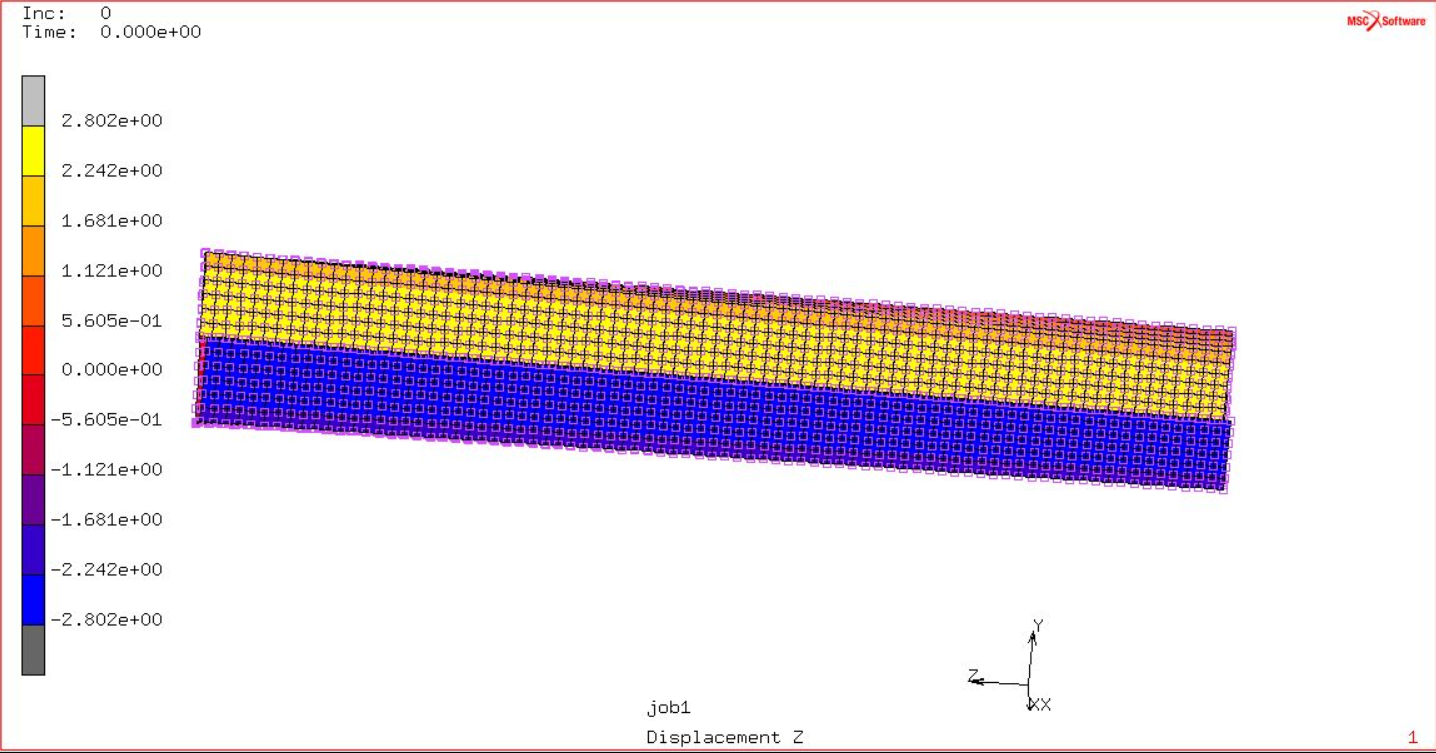 Inc: 0
Time: 0.000e+00
MSC Software
2.802e+00
2.242e+00
1.681e+00
1.121e+00
5.605e-01
0.000e+00
-5.605e-01
-1.121e+00
-1.681e+00
-2.242e+00
-2.802e+00
Y
Z
XX
job1
Displacement Z
1